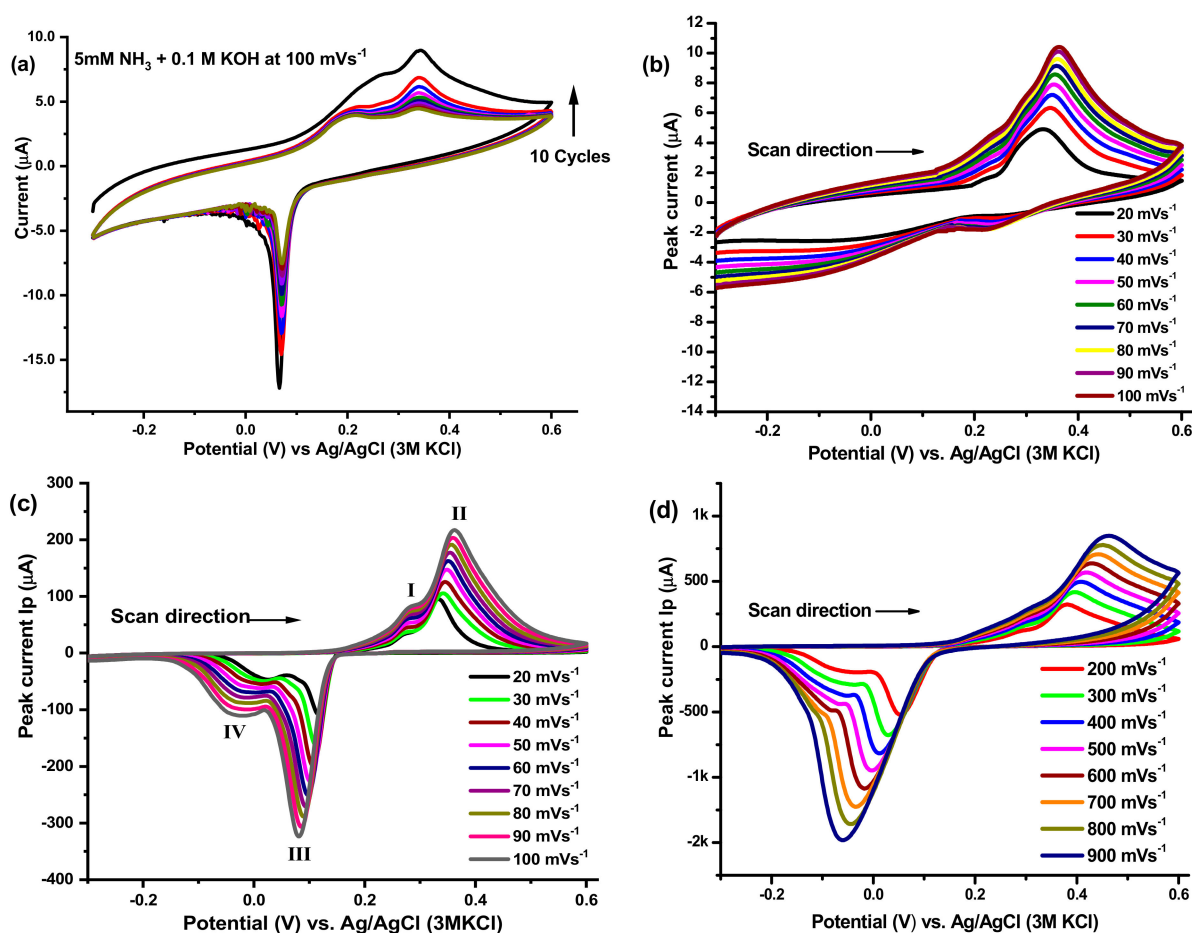 (a)
5mM NH₃ + 0.1 M KOH at 100 mVs⁻¹
10.0
5.0
0.0
-5.0
-10.0
-15.0
Current (μA)
10 Cycles
-0.2 0.0 0.2 0.4 0.6
Potential (V) vs Ag/AgCl (3M KCl)
(b)
12
10
8
6
4
2
0
-2
-4
-6
-8
-10
-12
-14
Peak current (μA)
Scan direction
20 mVs⁻¹
30 mVs⁻¹
40 mVs⁻¹
50 mVs⁻¹
60 mVs⁻¹
70 mVs⁻¹
80 mVs⁻¹
90 mVs⁻¹
100 mVs⁻¹
-0.2 0.0 0.2 0.4 0.6
Potential (V) vs. Ag/AgCl (3M KCl)
(c)
300
200
100
0
-100
-200
-300
-400
Peak current Ip (μA)
I
II
III
IV
Scan direction
20 mVs⁻¹
30 mVs⁻¹
40 mVs⁻¹
50 mVs⁻¹
60 mVs⁻¹
70 mVs⁻¹
80 mVs⁻¹
90 mVs⁻¹
100 mVs⁻¹
-0.2 0.0 0.2 0.4 0.6
Potential (V) vs. Ag/AgCl (3MKCl)
(d)
1k
500
0
-500
-1k
-2k
-2k
Peak current Ip (μA)
Scan direction
200 mVs⁻¹
300 mVs⁻¹
400 mVs⁻¹
500 mVs⁻¹
600 mVs⁻¹
700 mVs⁻¹
800 mVs⁻¹
900 mVs⁻¹
-0.2 0.0 0.2 0.4 0.6
Potential (V) vs. Ag/AgCl (3M KCl)